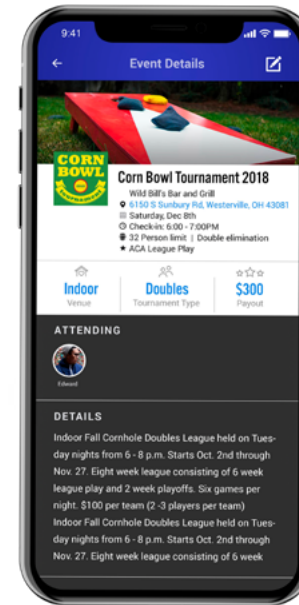 9:41
Event Details
CORN
BOWL
tournament
Corn Bowl Tournament 2018
Wild Bill's Bar and Grill
6150 S Sunbury Rd, Westerville, OH 43081
Saturday, Dec 8th
Check-in: 6:00 - 7:00PM
32 Person limit | Double elimination
ACA League Play
Indoor
Venue
Doubles
Tournament Type
$300
Payout
ATTENDING
Edward
DETAILS
Indoor Fall Cornhole Doubles League held on Tues-
day nights from 6 - 8 p.m. Starts Oct. 2nd through
Nov. 27. Eight week league consisting of 6 week
league play and 2 week playoffs. Six games per
night. $100 per team (2 -3 players per team)
Indoor Fall Cornhole Doubles League held on Tues-
day nights from 6 - 8 p.m. Starts Oct. 2nd through
Nov. 27. Eight week league consisting of 6 week